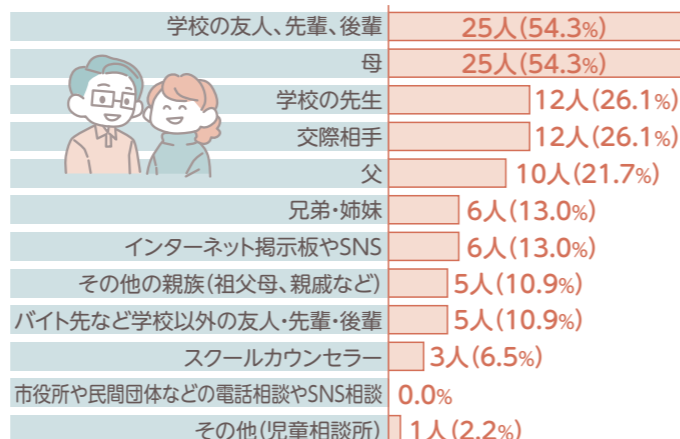 学校の友人、先輩、後輩 25人(54.3%)
母 25人(54.3%)
学校の先生 12人(26.1%)
交際相手 12人(26.1%)
父 10人(21.7%)
兄弟・姉妹 6人(13.0%)
インターネット掲示板やSNS 6人(13.0%)
その他の親族(祖父母、親戚など) 5人(10.9%)
バイト先など学校以外の友人・先輩・後輩 5人(10.9%)
スクールカウンセラー 3人(6.5%)
市役所や民間団体などの電話相談やSNS相談 0.0%
その他(児童相談所) 1人(2.2%)